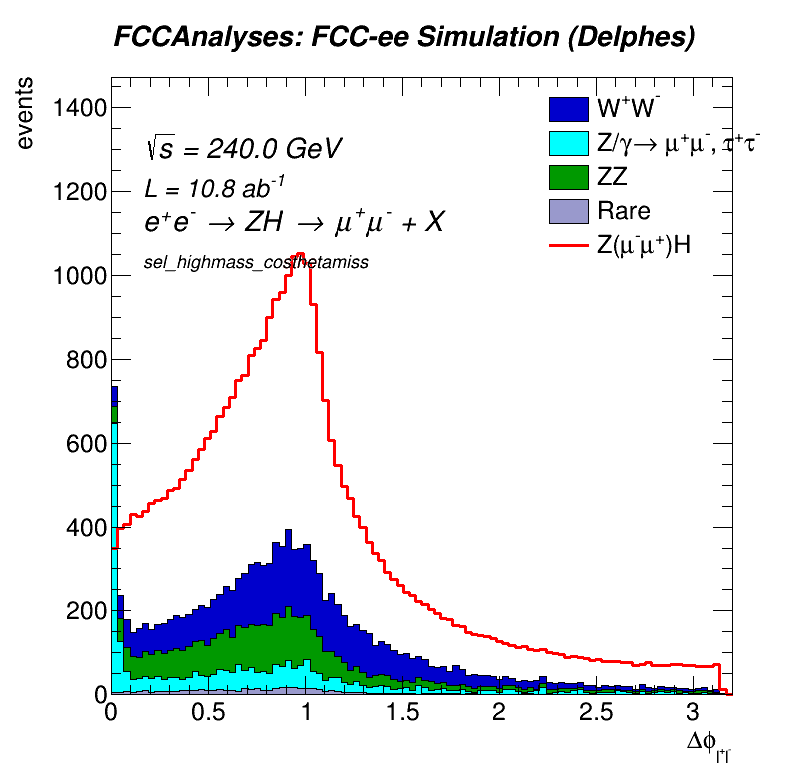 FCCAnalyses: FCC-ee Simulation (Delphes)
events
1400
1200
1000
800
600
400
200
0
√s = 240.0 GeV
L = 10.8 ab⁻¹
e⁺e⁻ → ZH → μ⁺μ⁻ + X
sel_highmass_costhetamiss
W⁺W⁻
Z/γ→ μ⁺μ⁻, τ⁺τ⁻
ZZ
Rare
Z(μ⁻μ⁺)H
0 0.5 1 1.5 2 2.5 3
Δϕ_l⁺l⁻